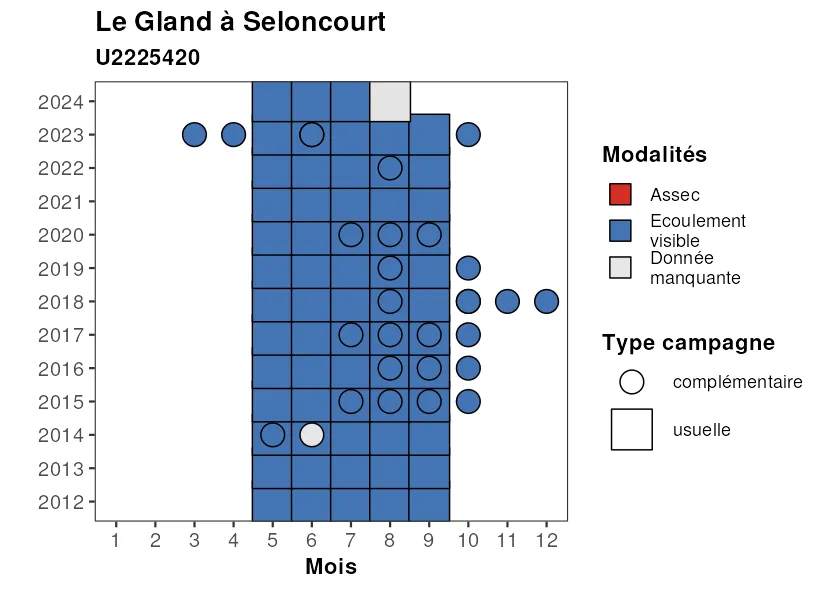 Le Gland à Seloncourt
U2225420
2024
2023
2022
2021
2020
2019
2018
2017
2016
2015
2014
2013
2012
1 2 3 4 5 6 7 8 9 10 11 12
Mois
Modalités
Assec
Ecoulement
visible
Donnée
manquante
Type campagne
complémentaire
usuelle